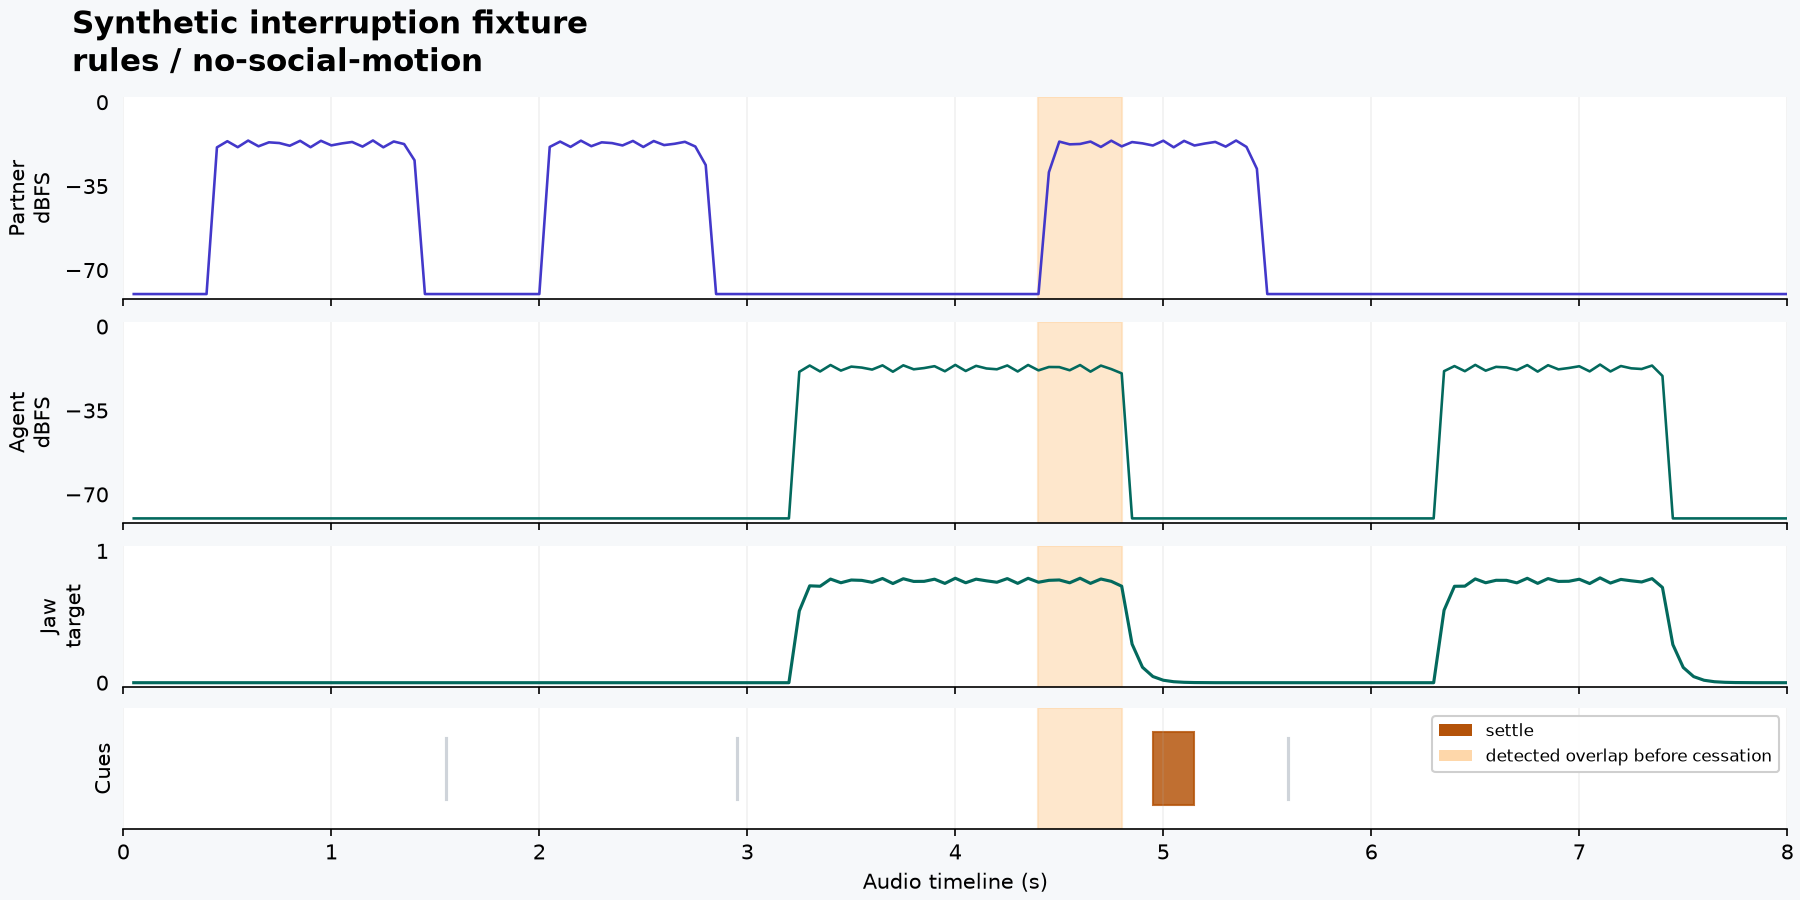 Synthetic interruption fixture
rules / no-social-motion
0
−35
−70
Partner
dBFS
0
−35
−70
Agent
dBFS
1
0
Jaw
target
Cues
settle
detected overlap before cessation
0 1 2 3 4 5 6 7 8
Audio timeline (s)